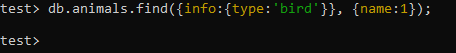 test> db.animals.find({info:{type:'bird'}}, {name:1});
test>